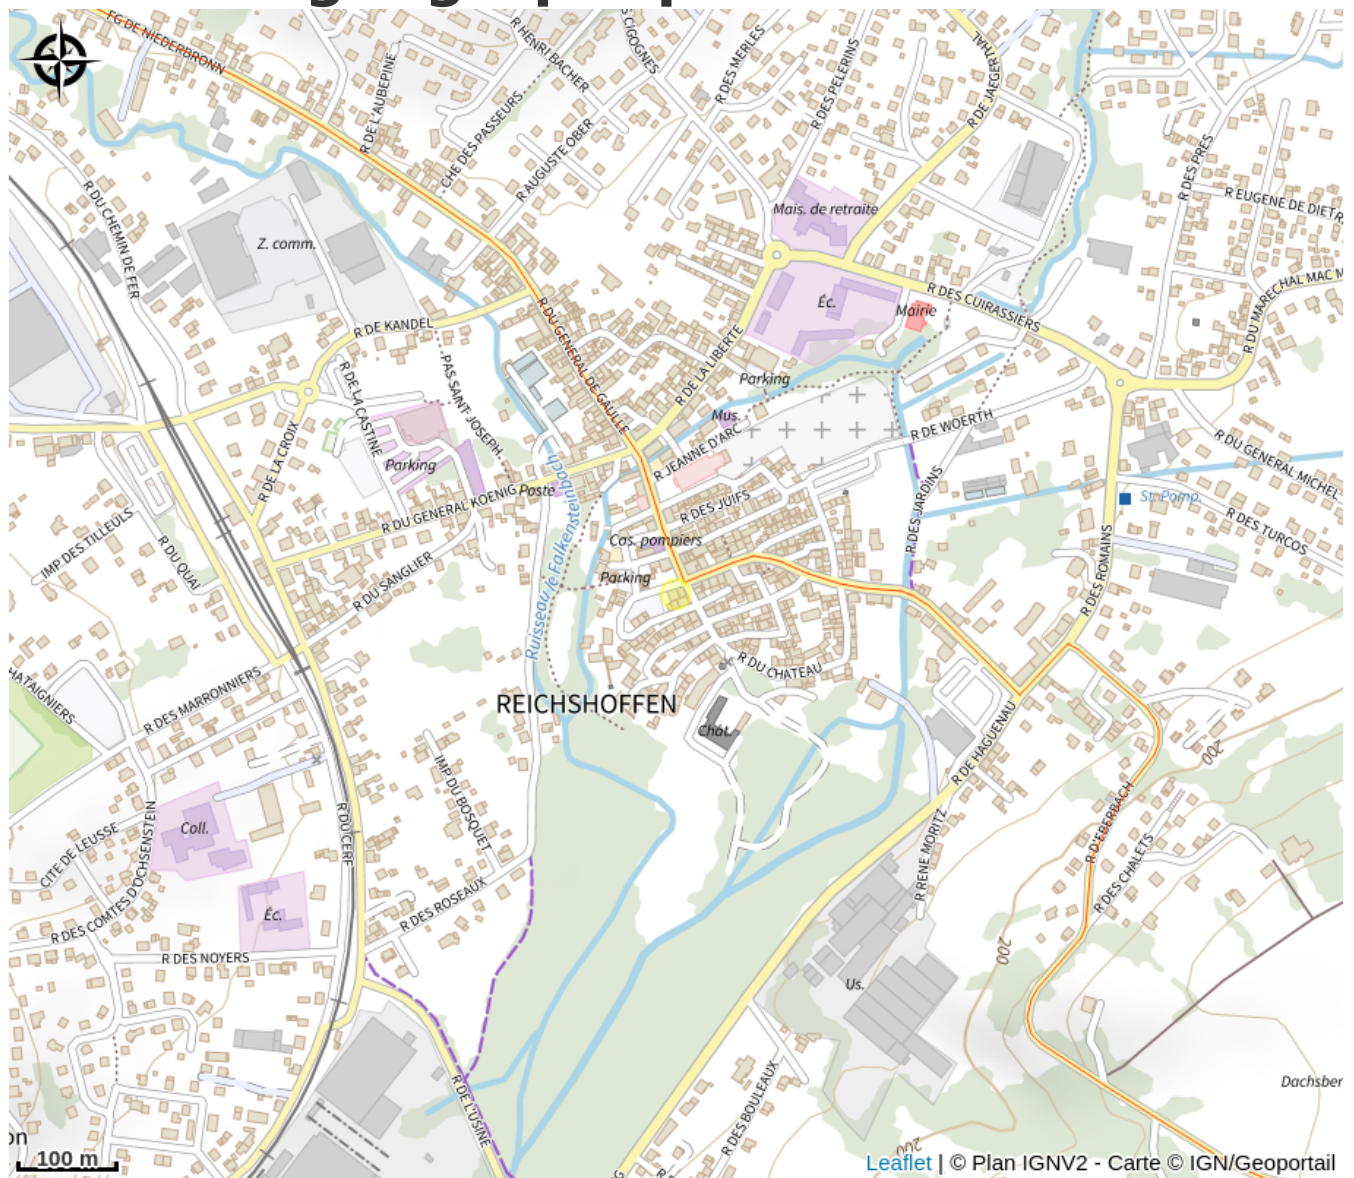 FG DE NIEDERBRONN
R HENRI BACHER
S CIGOGNES
R DES MERLES
R DES PELERINS
R DE JAEGERTHAL
R DE L'AUBEPINE
CHE DES PASSEURS
R AUGUSTE OBER
R DES PRES
R EUGENE DE DIETR
R DU CHEMIN DE FER
Z. comm.
Mais. de retraite
R DES CUIRASSIERS
R DU MARECHAL MAC M
Éc.
Mairie
R DE KANDEL
R DU GENERAL DE GAULLE
R DE LA LIBERTE
PAS SAINT JOSEPH
R DE LA CASTINE
Parking
Mus.
R JEANNE D'ARC
R DE WOERTH
R DE LA CROIX
Parking
R DU GENERAL KOENIG
Poste
R DES JUIFS
R DES JARDINS
R DU GENERAL MICHEL
St. Pomp.
R DES TURCOS
IMP DES TILLEULS
R DU QUAI
R DU SANGLIER
Ruisseau le Falkensteinbach
Cas. pompiers
Parking
R DES ROMAINS
R DU CHATEAU
HATAIGNIERS
R DES MARRONNIERS
REICHSHOFFEN
Chât.
R DE HAGUENAU
200
IMP DU BOSQUET
R D'EBERBACH
R DU CERF
Coll.
CITE DE LEUSSE
R DES COMTES D'OCHSENSTEIN
R RENE MORITZ
R DES CHALETS
Éc.
R DES ROSEAUX
R DES NOYERS
200
Us.
R DE L'USINE
R DES BOULEAUX
Dachsber
on
200
100 m
Leaflet | © Plan IGNV2 - Carte © IGN/Geoportail